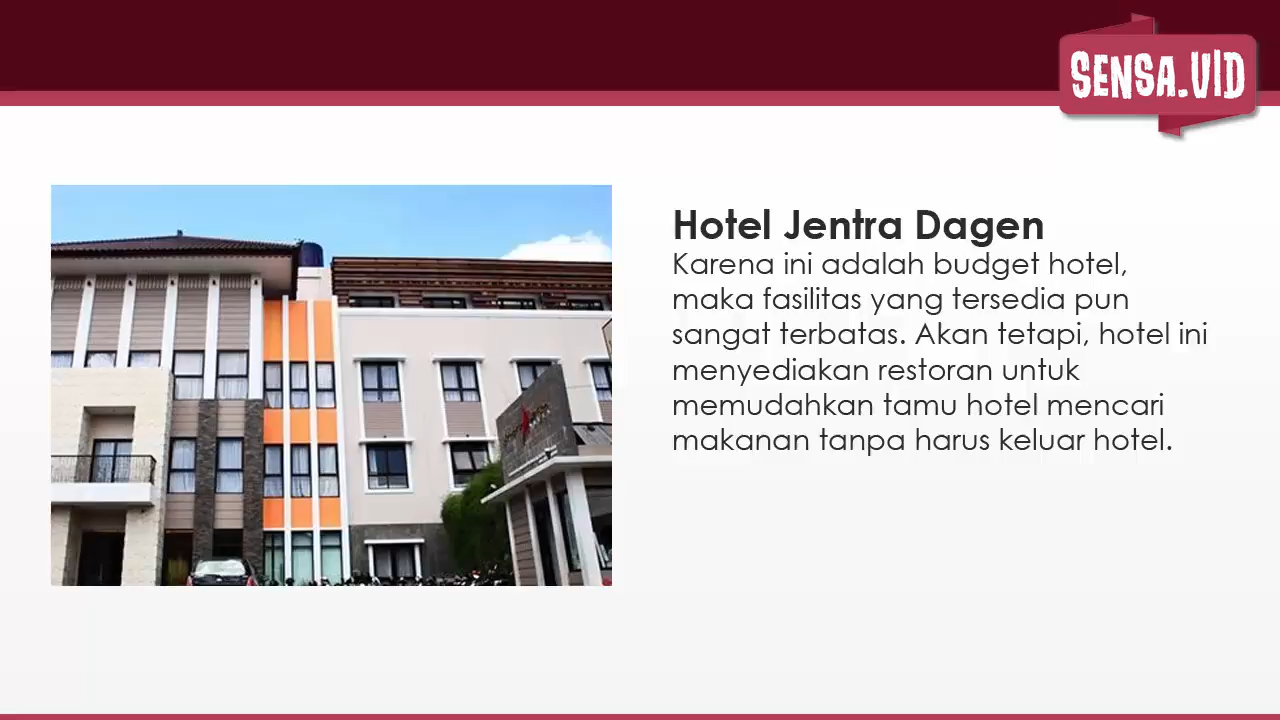 SENSA.VID
Hotel Jentra Dagen
Karena ini adalah budget hotel,
maka fasilitas yang tersedia pun
sangat terbatas. Akan tetapi, hotel ini
menyediakan restoran untuk
memudahkan tamu hotel mencari
makanan tanpa harus keluar hotel.